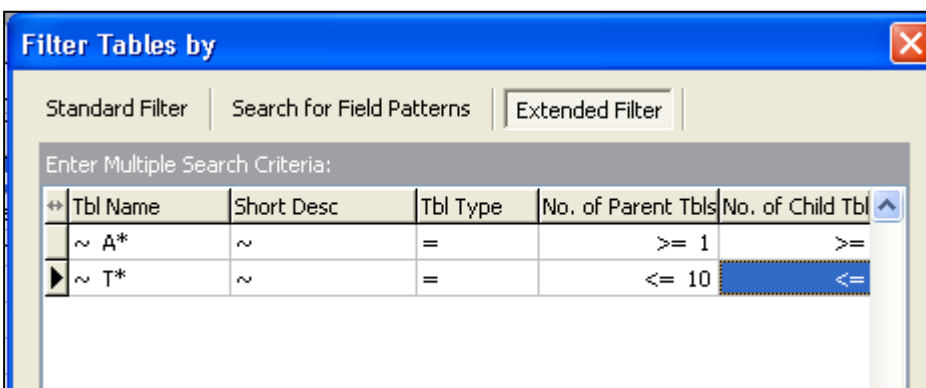 Filter Tables by
Standard Filter Search for Field Patterns Extended Filter
Enter Multiple Search Criteria:
Tbl Name Short Desc Tbl Type No. of Parent Tbls No. of Child Tbl
~ A* ~ = >= 1 >=
~ T* ~ = <= 10 <=